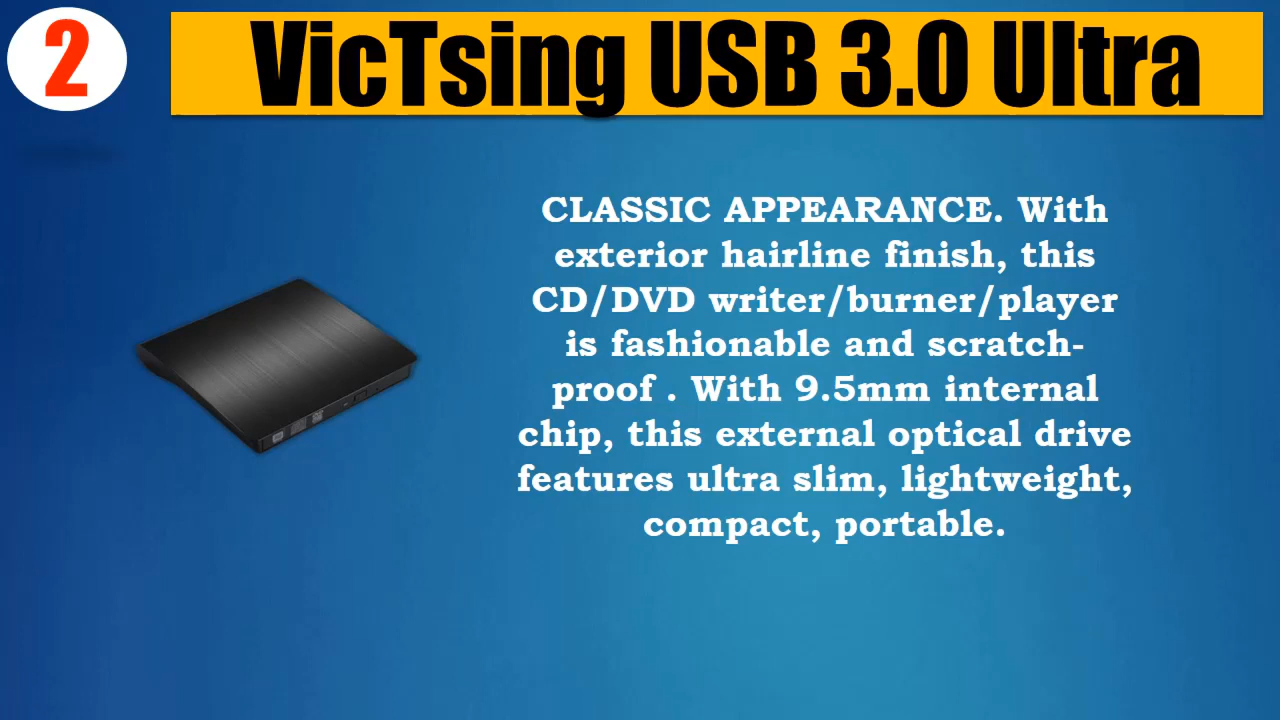 2
VicTsing USB 3.0 Ultra
CLASSIC APPEARANCE. With
exterior hairline finish, this
CD/DVD writer/burner/player
is fashionable and scratch-
proof . With 9.5mm internal
chip, this external optical drive
features ultra slim, lightweight,
compact, portable.